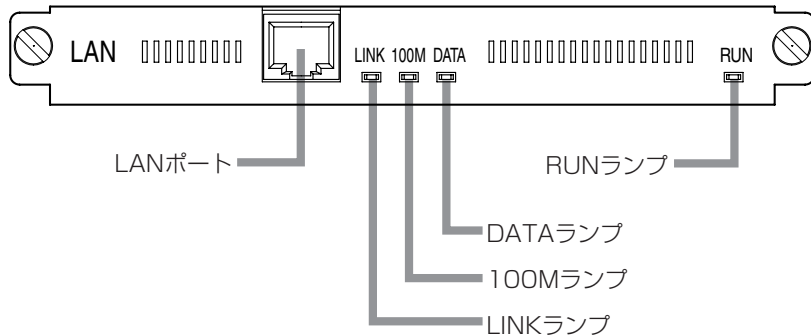 LAN LINK 100M DATA RUN
LANポート
RUNランプ
DATAランプ
100Mランプ
LINKランプ